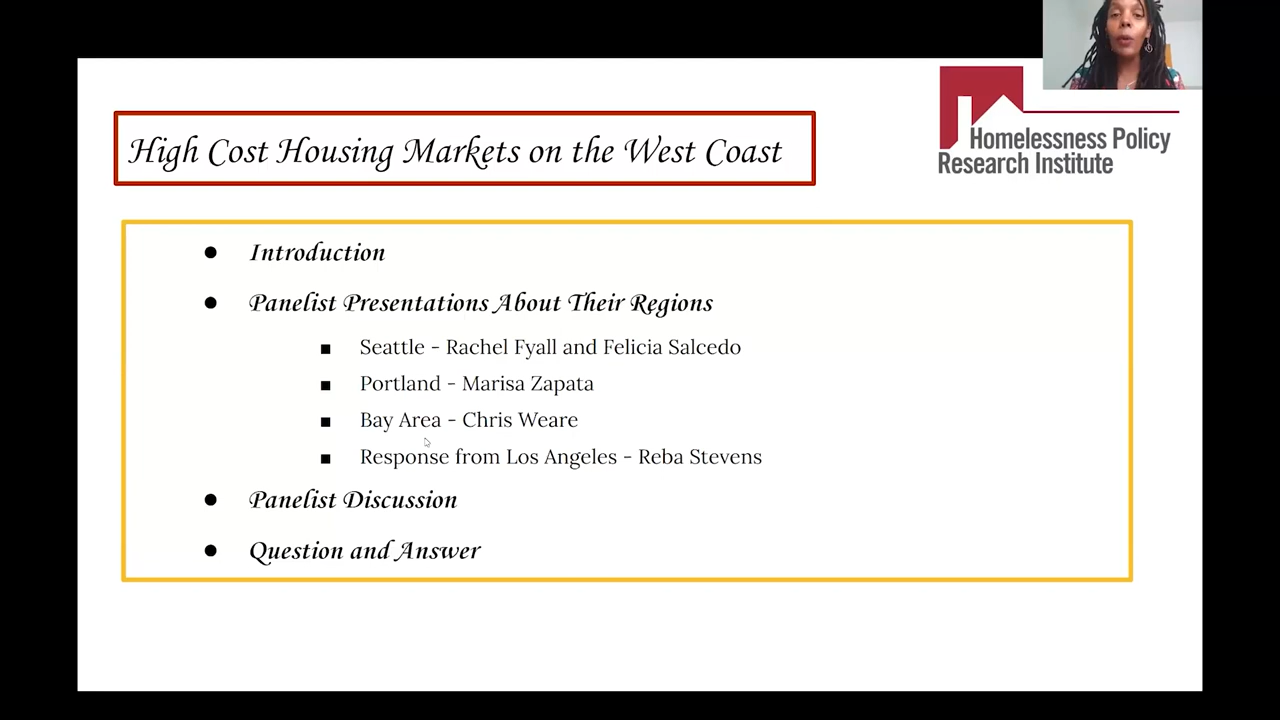 High Cost Housing Markets on the West Coast
Homelessness Policy
Research Institute
● Introduction
● Panelist Presentations About Their Regions
■ Seattle - Rachel Fyall and Felicia Salcedo
■ Portland - Marisa Zapata
■ Bay Area - Chris Weare
■ Response from Los Angeles - Reba Stevens
● Panelist Discussion
● Question and Answer